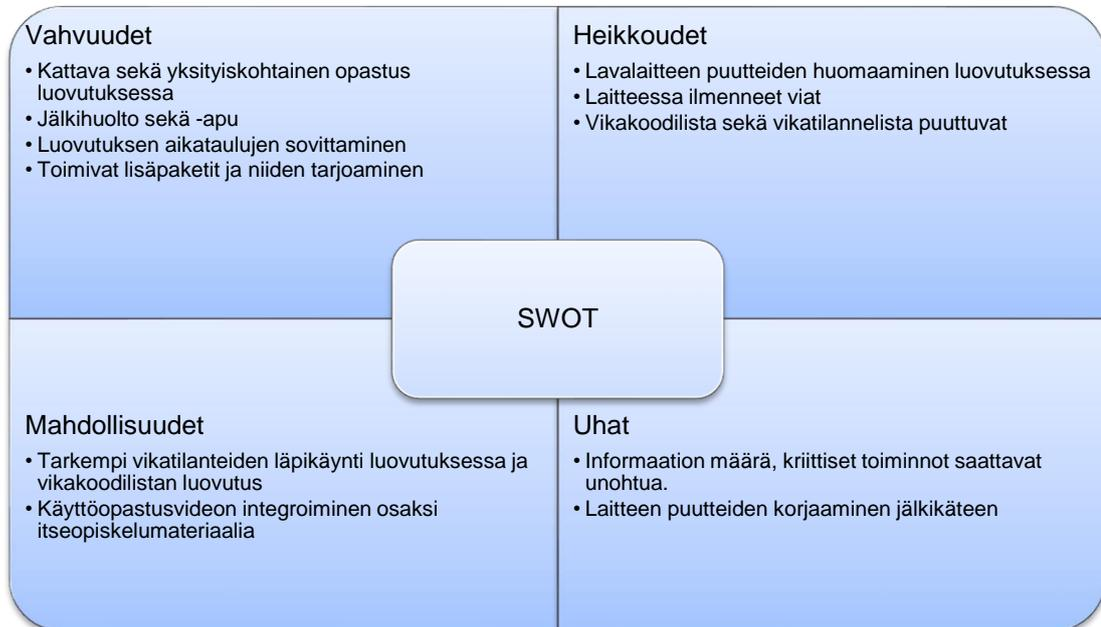 Vahvuudet
• Kattava sekä yksityiskohtainen opastus
luovutuksessa
• Jälkihuolto sekä -apu
• Luovutuksen aikataulujen sovittaminen
• Toimivat lisäpaketit ja niiden tarjoaminen
Heikkoudet
• Lavalaitteen puutteiden huomaaminen luovutuksessa
• Laitteessa ilmenneet viat
• Vikakoodilista sekä vikatilannelista puuttuvat
SWOT
Mahdollisuudet
• Tarkempi vikatilanteiden läpikäynti luovutuksessa ja
vikakoodilistan luovutus
• Käyttöopastusvideon integroiminen osaksi
itseopiskelumateriaalia
Uhat
• Informaation määrä, kriittiset toiminnot saattavat
unohtua.
• Laitteen puutteiden korjaaminen jälkikäteen